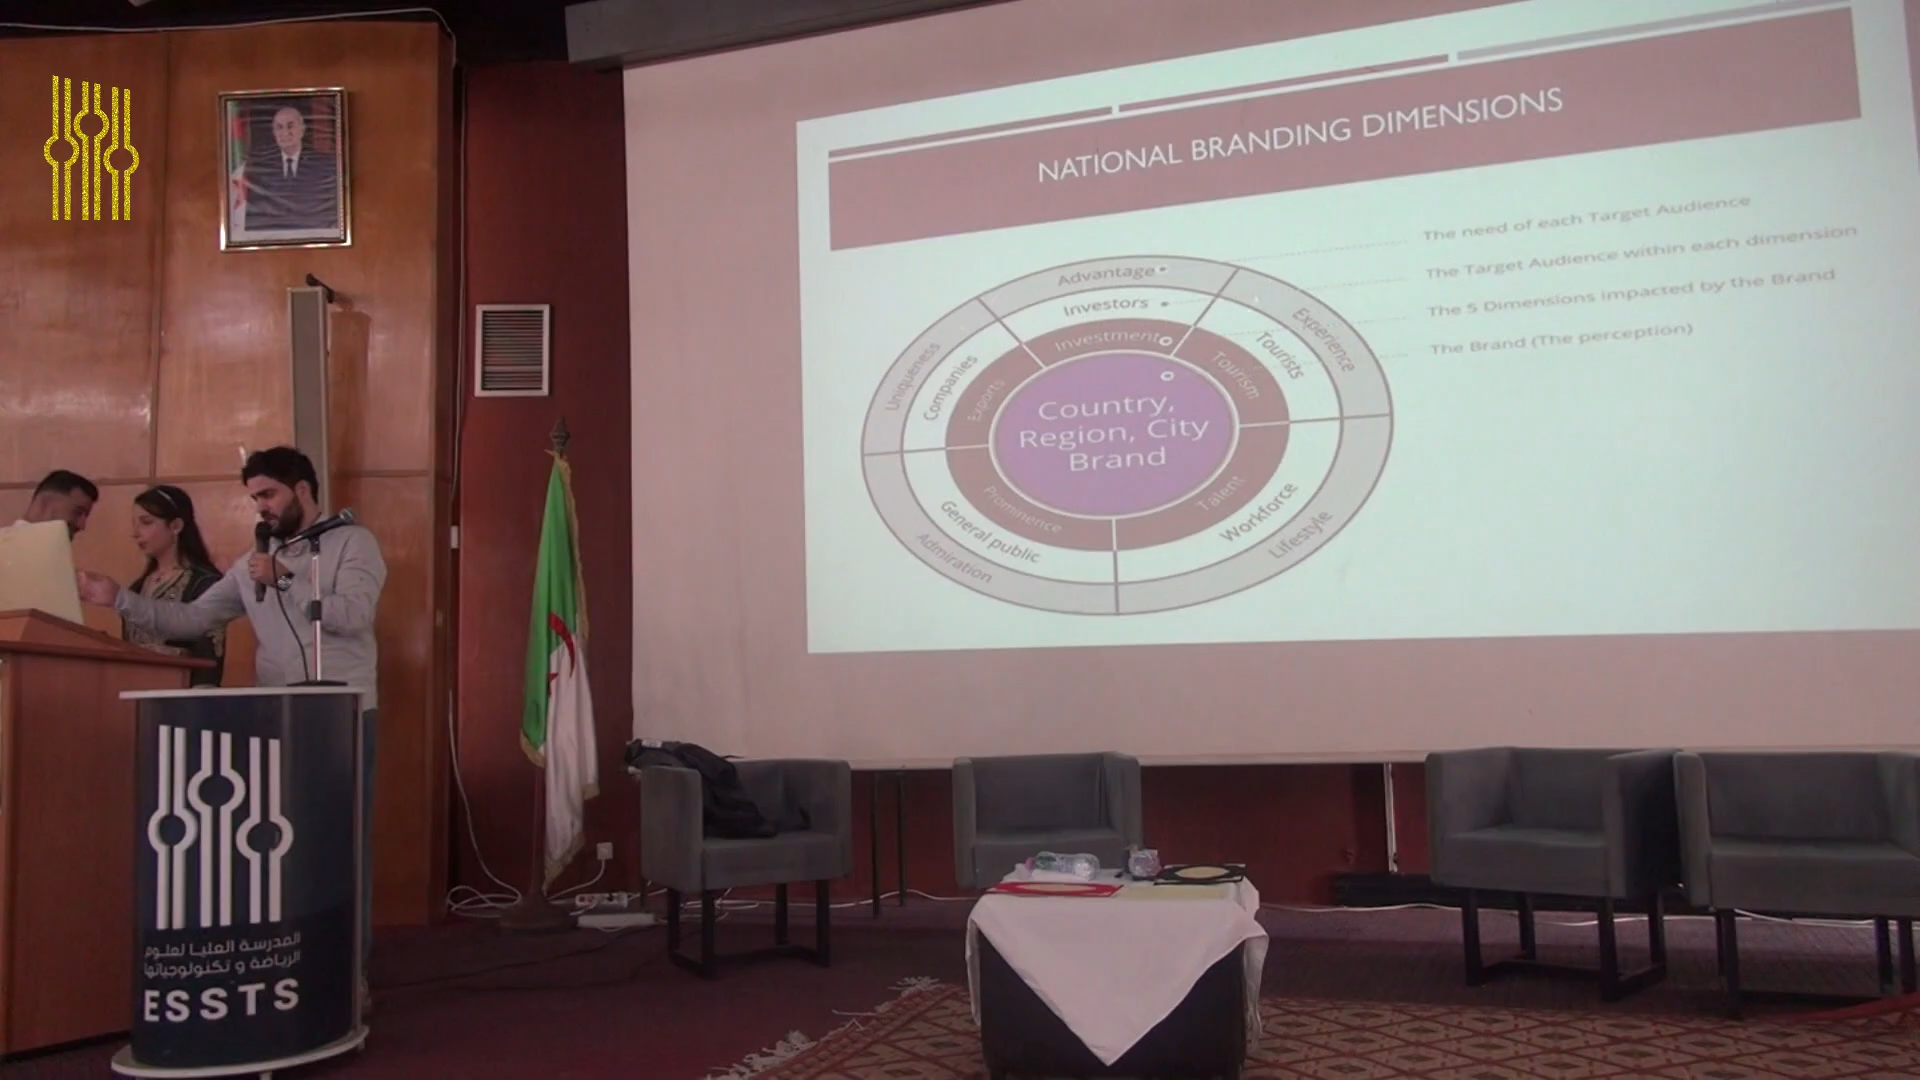 NATIONAL BRANDING DIMENSIONS
The need of each Target Audience
The Target Audience within each dimension
The 5 Dimensions impacted by the Brand
The Brand (The perception)
Advantage
Investors
Investment
Experience
Tourists
Tourism
Uniqueness
Companies
Exports
Country,
Region, City
Brand
Prominence
General public
Admiration
Talent
Workforce
Lifestyle
المدرسة العليا لعلوم
الرياضة و تكنولوجياتها
ESSTS